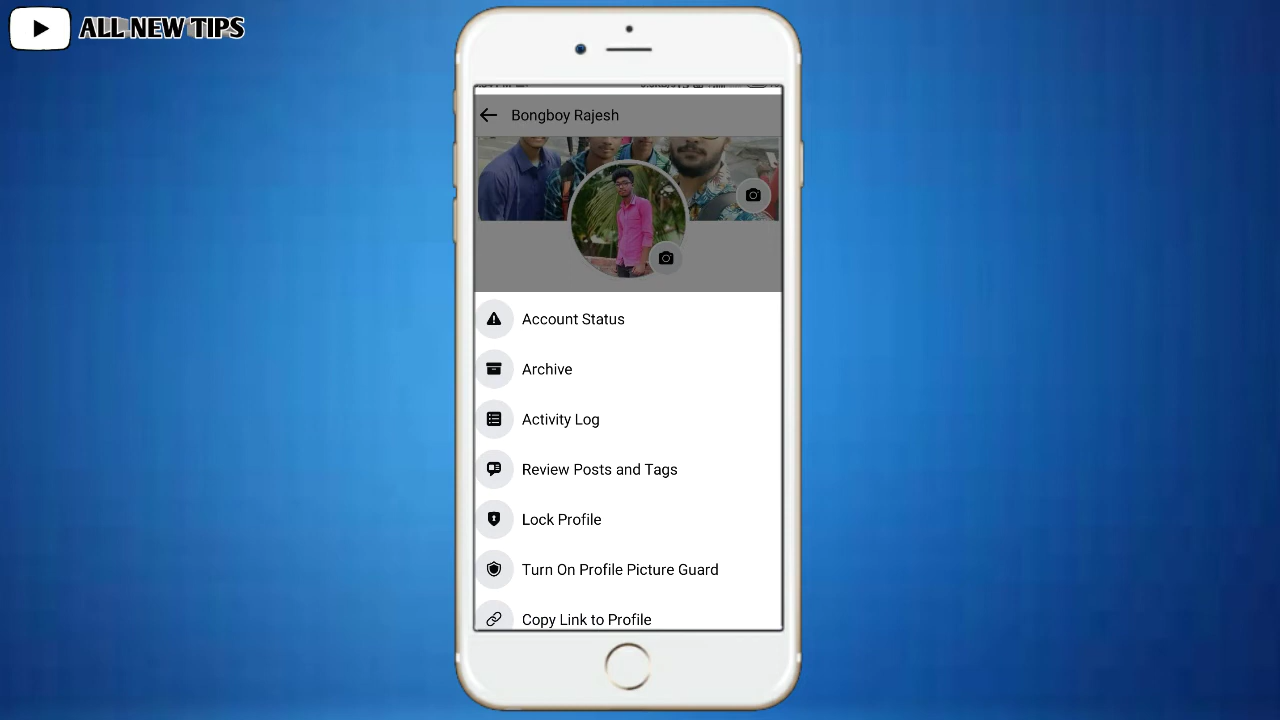 ALL NEW TIPS
Bongboy Rajesh
Account Status
Archive
Activity Log
Review Posts and Tags
Lock Profile
Turn On Profile Picture Guard
Copy Link to Profile